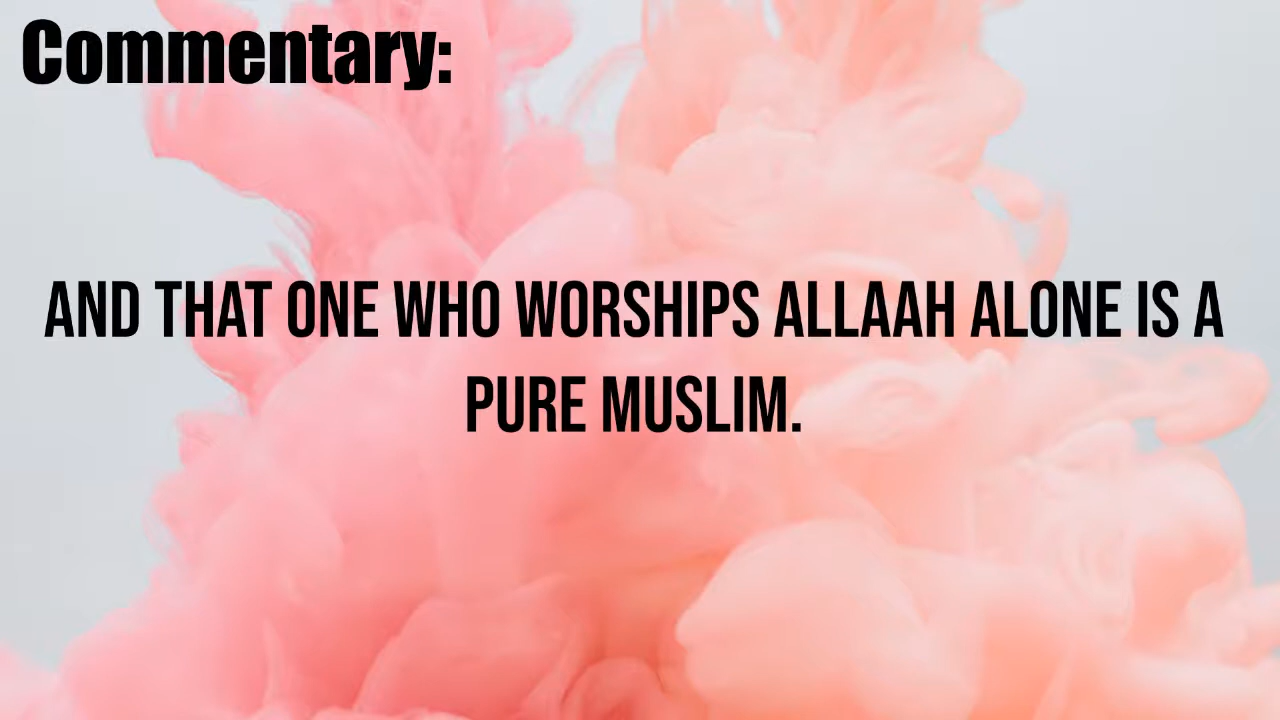 Commentary:
AND THAT ONE WHO WORSHIPS ALLAAH ALONE IS A
PURE MUSLIM.